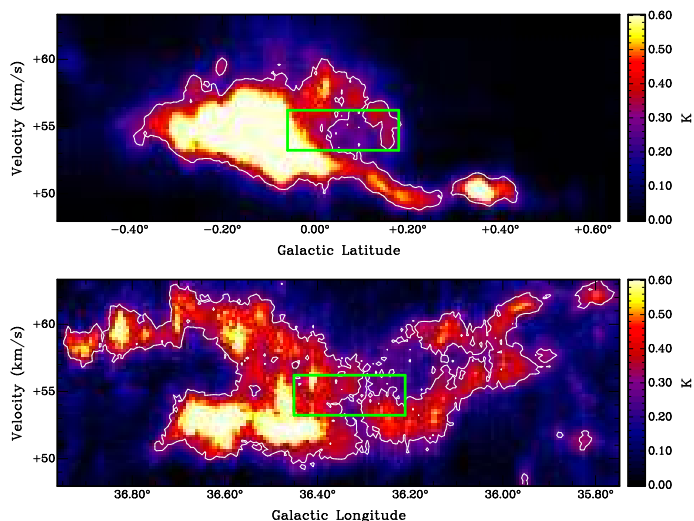 +60
+55
+50
Velocity (km/s)
−0.40° −0.20° 0.00° +0.20° +0.40° +0.60°
Galactic Latitude
0.60
0.50
0.40
0.30
0.20
0.10
0.00
K
+60
+55
+50
Velocity (km/s)
36.80° 36.60° 36.40° 36.20° 36.00° 35.80°
Galactic Longitude
0.60
0.50
0.40
0.30
0.20
0.10
0.00
K